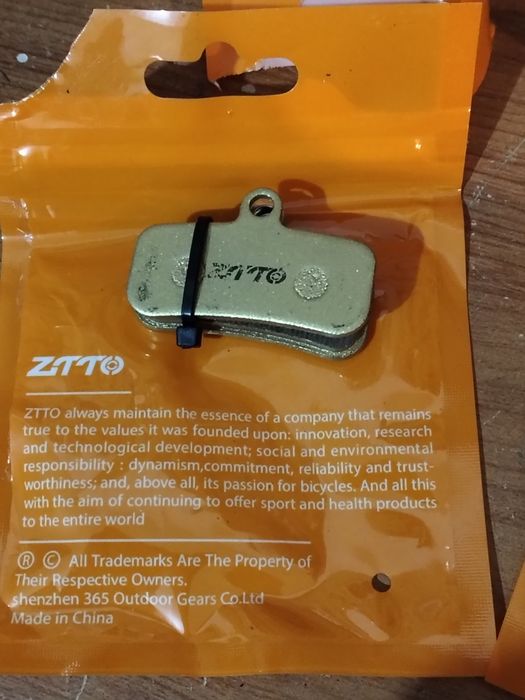 ZTTO
ZTTO
ZTTO always maintain the essence of a company that remains
true to the values it was founded upon: innovation, research
and technological development; social and environmental
responsibility : dynamism,commitment, reliability and trust-
worthiness; and, above all, its passion for bicycles. And all this
with the aim of continuing to offer sport and health products
to the entire world
® © All Trademarks Are The Property of
Their Respective Owners.
shenzhen 365 Outdoor Gears Co.Ltd
Made in China